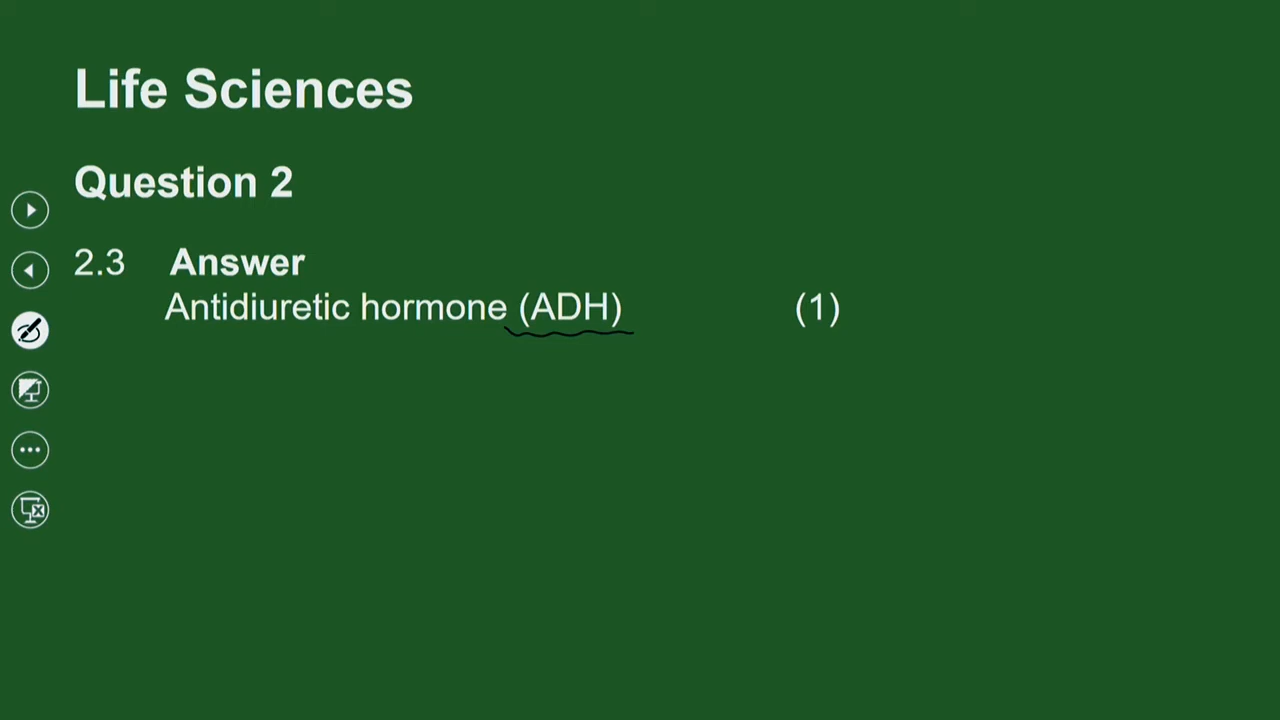 Life Sciences
Question 2
2.3 Answer
Antidiuretic hormone (ADH) (1)